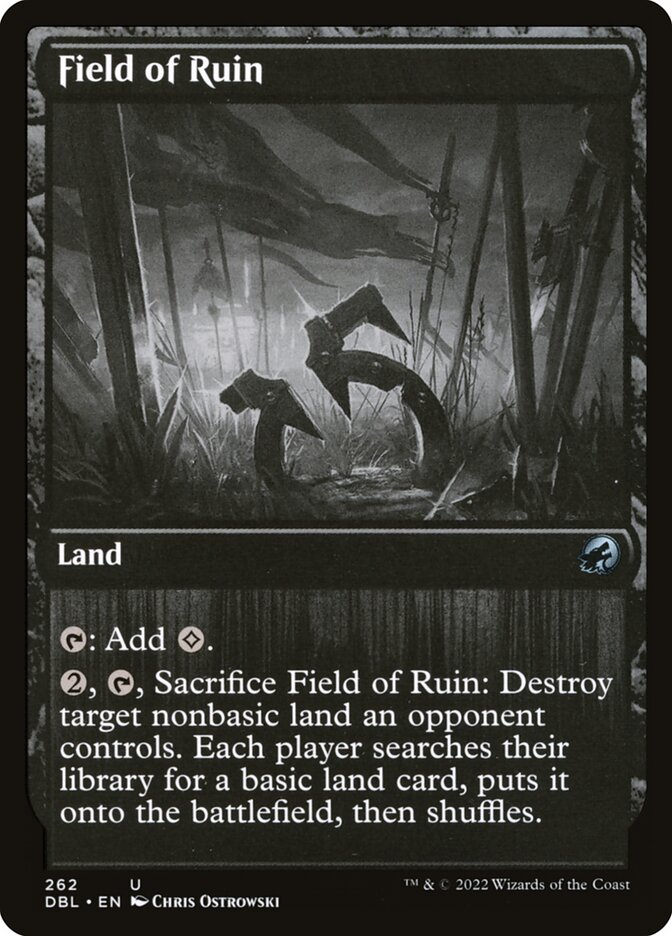 Field of Ruin
Land
: Add .
2, , Sacrifice Field of Ruin: Destroy
target nonbasic land an opponent
controls. Each player searches their
library for a basic land card, puts it
onto the battlefield, then shuffles.
262 U ™ & © 2022 Wizards of the Coast
DBL • EN Chris Ostrowski